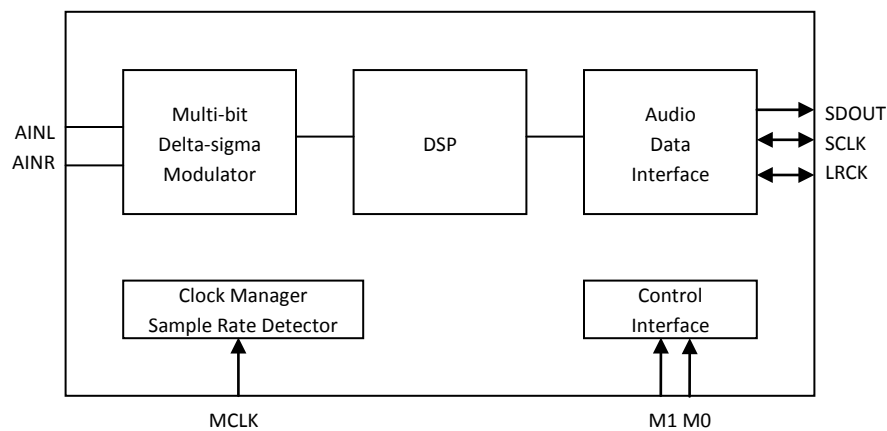 AINL
AINR
Multi-bit
Delta-sigma
Modulator
DSP
Audio
Data
Interface
SDOUT
SCLK
LRCK
Clock Manager
Sample Rate Detector
Control
Interface
MCLK
M1 M0